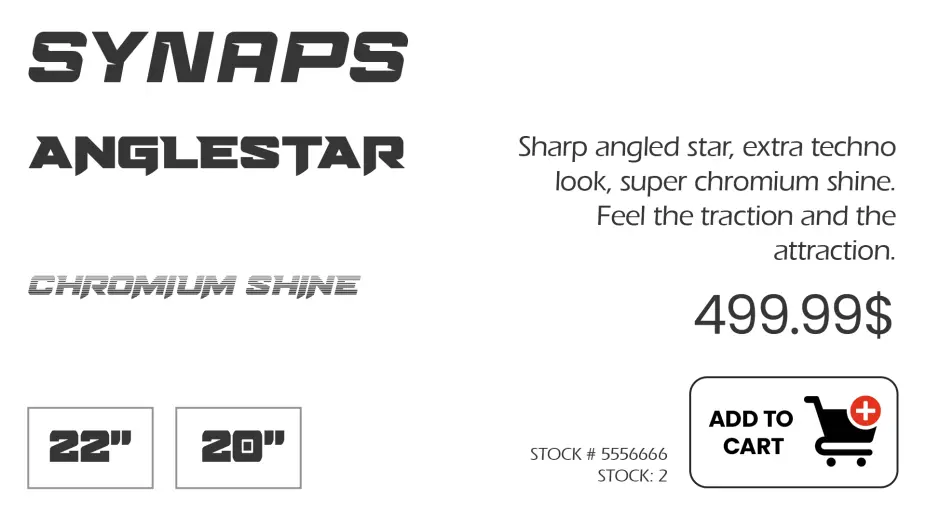 SYNAPS
ANGLESTAR
Sharp angled star, extra techno
look, super chromium shine.
Feel the traction and the
attraction.
CHROMIUM SHINE
499.99$
22"
20"
STOCK # 5556666
STOCK: 2
ADD TO
CART